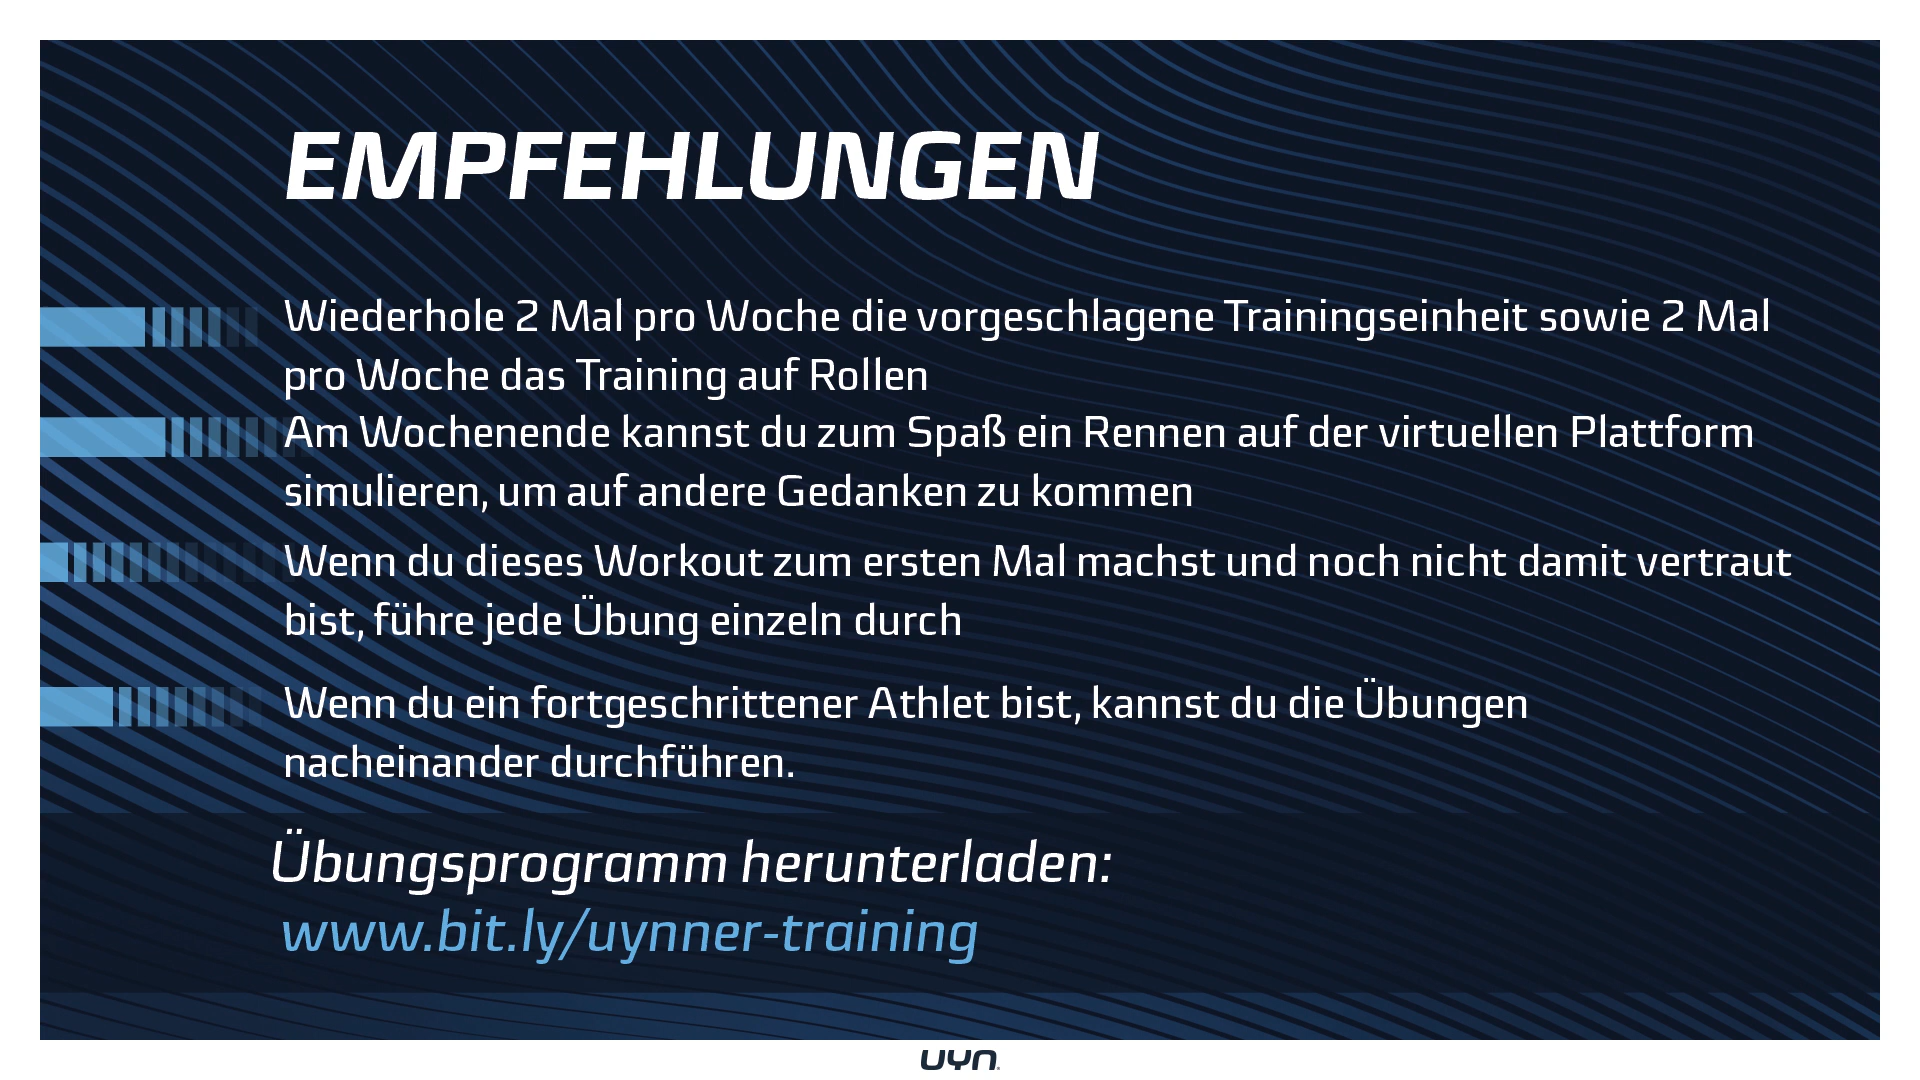 EMPFEHLUNGEN
Wiederhole 2 Mal pro Woche die vorgeschlagene Trainingseinheit sowie 2 Mal
pro Woche das Training auf Rollen
Am Wochenende kannst du zum Spaß ein Rennen auf der virtuellen Plattform
simulieren, um auf andere Gedanken zu kommen
Wenn du dieses Workout zum ersten Mal machst und noch nicht damit vertraut
bist, führe jede Übung einzeln durch
Wenn du ein fortgeschrittener Athlet bist, kannst du die Übungen
nacheinander durchführen.
Übungsprogramm herunterladen:
www.bit.ly/uynner-training
UYN